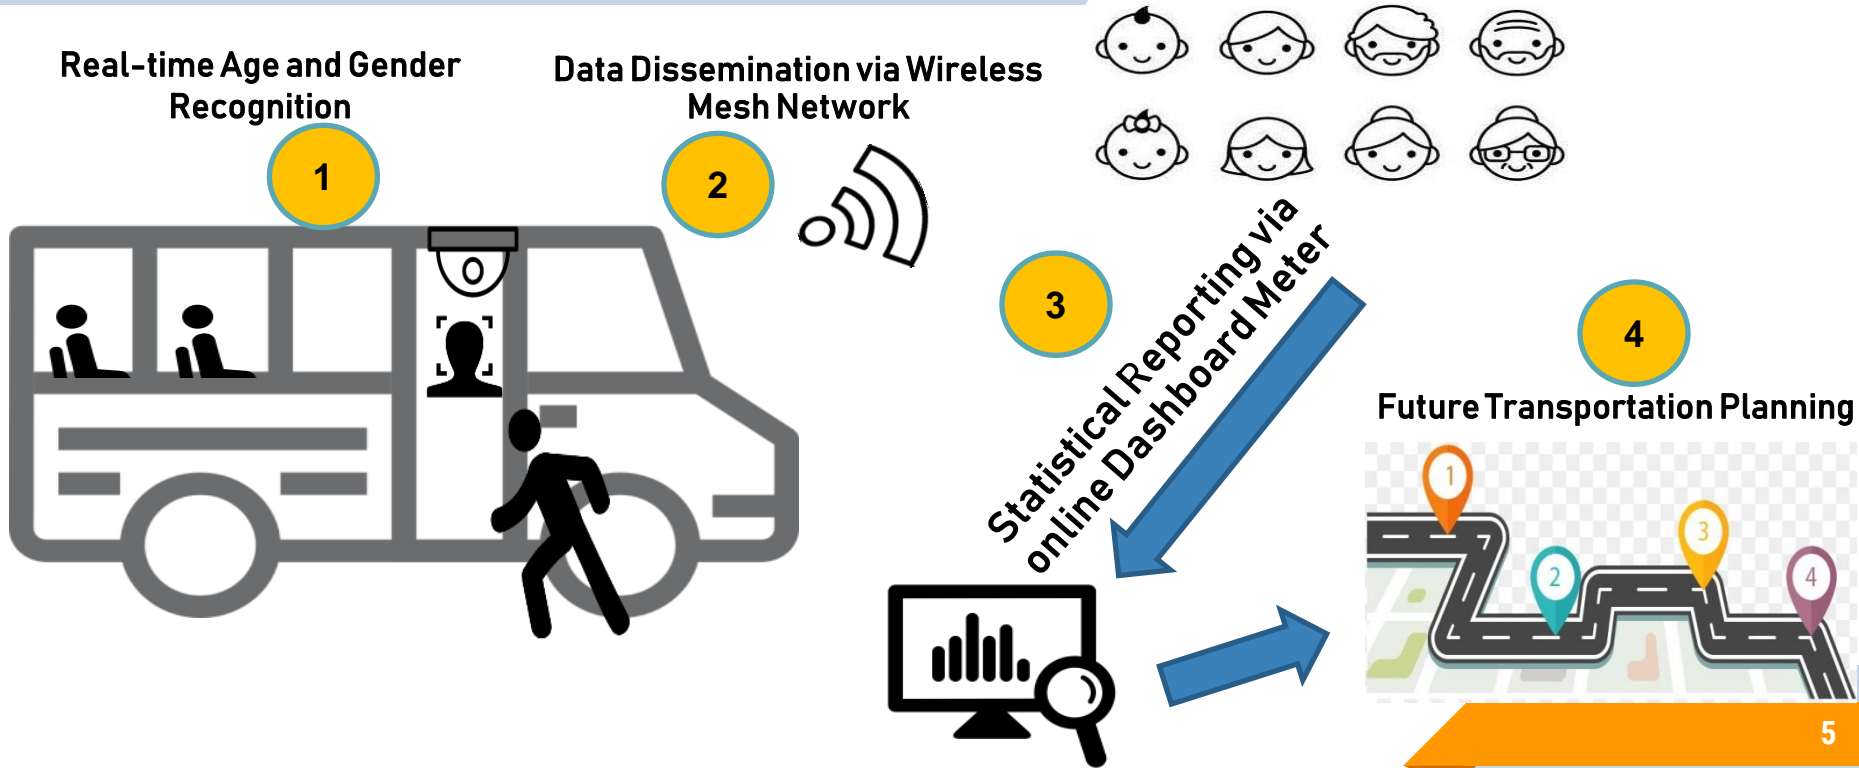 Real-time Age and Gender
Recognition
1
Data Dissemination via Wireless
Mesh Network
2
3
Statistical Reporting via
online Dashboard Meter
4
Future Transportation Planning
1
2
3
4
5